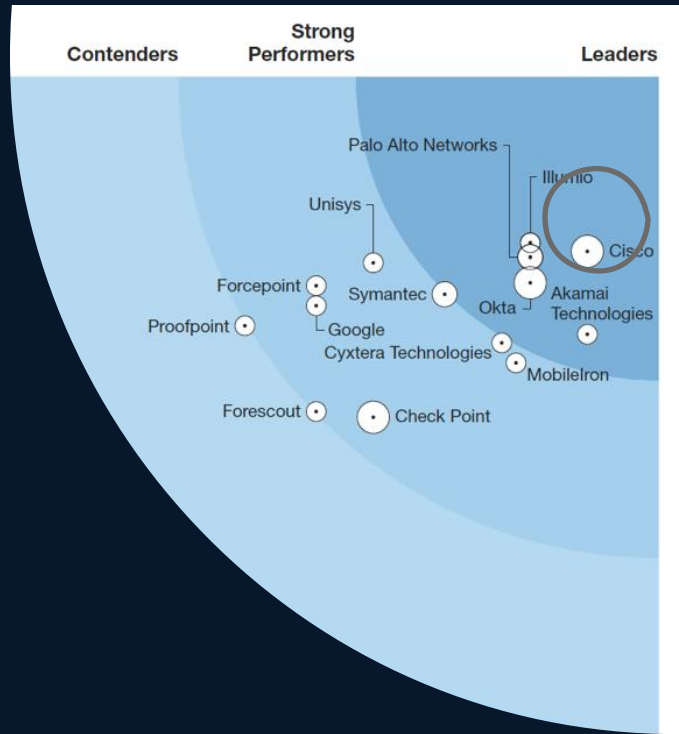 Strong
Contenders Performers Leaders
Palo Alto Networks
Illumio
Unisys
Cisco
Forcepoint
Symantec
Akamai
Technologies
Okta
Proofpoint
Google
Cyxtera Technologies
MobileIron
Forescout
Check Point